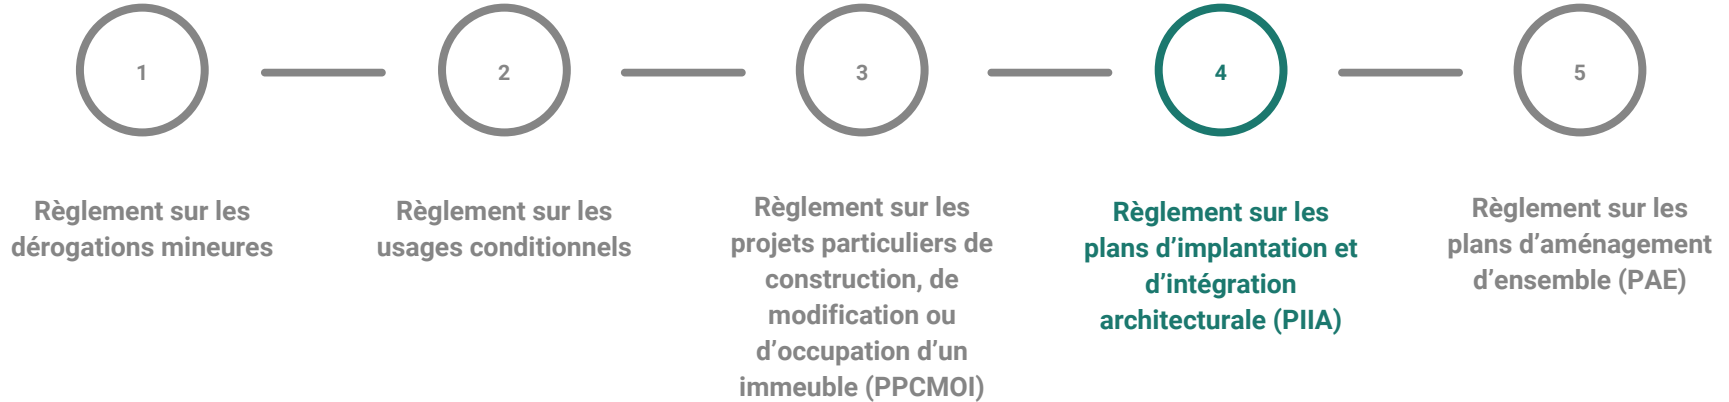 1
Règlement sur les
dérogations mineures
2
Règlement sur les
usages conditionnels
3
Règlement sur les
projets particuliers de
construction, de
modification ou
d’occupation d’un
immeuble (PPCMOI)
4
Règlement sur les
plans d’implantation et
d’intégration
architecturale (PIIA)
5
Règlement sur les
plans d’aménagement
d’ensemble (PAE)